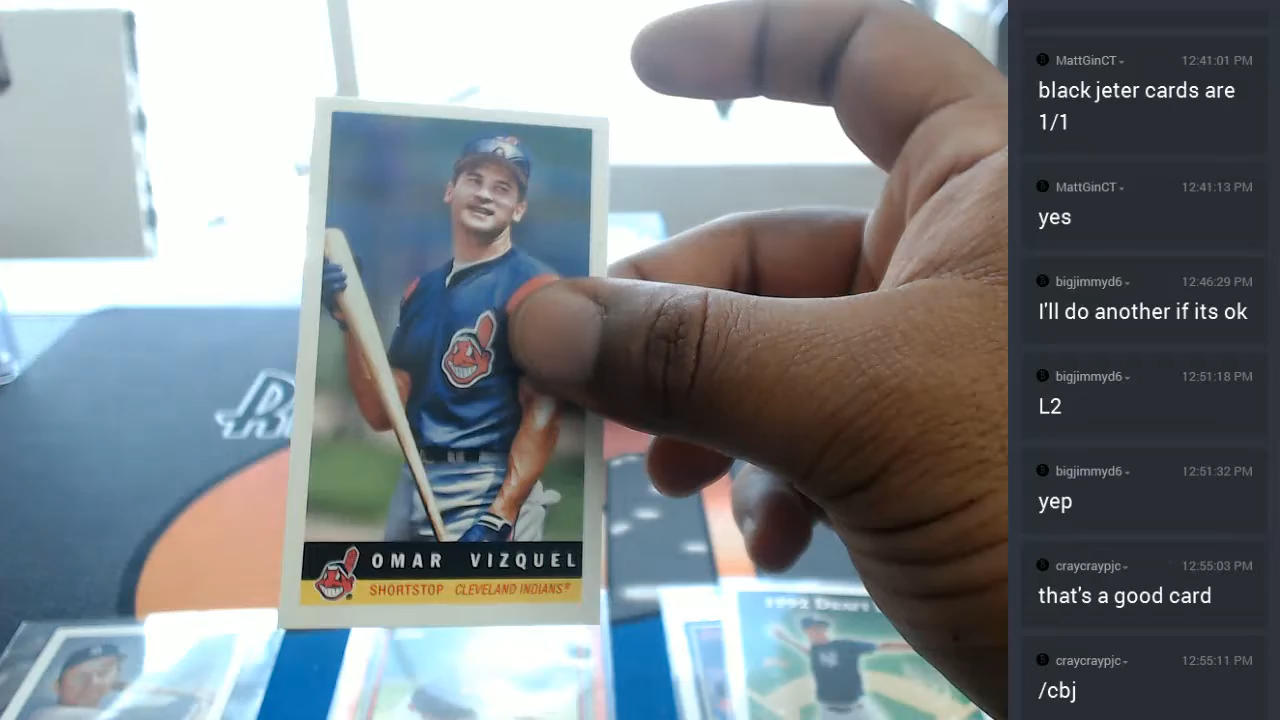 OMAR VIZQUEL
SHORTSTOP CLEVELAND INDIANS®
1992 DRAFT
MattGinCT 12:41:01 PM
black jeter cards are
1/1
MattGinCT 12:41:13 PM
yes
bigjimmyd6 12:46:29 PM
I'll do another if its ok
bigjimmyd6 12:51:18 PM
L2
bigjimmyd6 12:51:32 PM
yep
craycraypjc 12:55:03 PM
that's a good card
craycraypjc 12:55:11 PM
/cbj